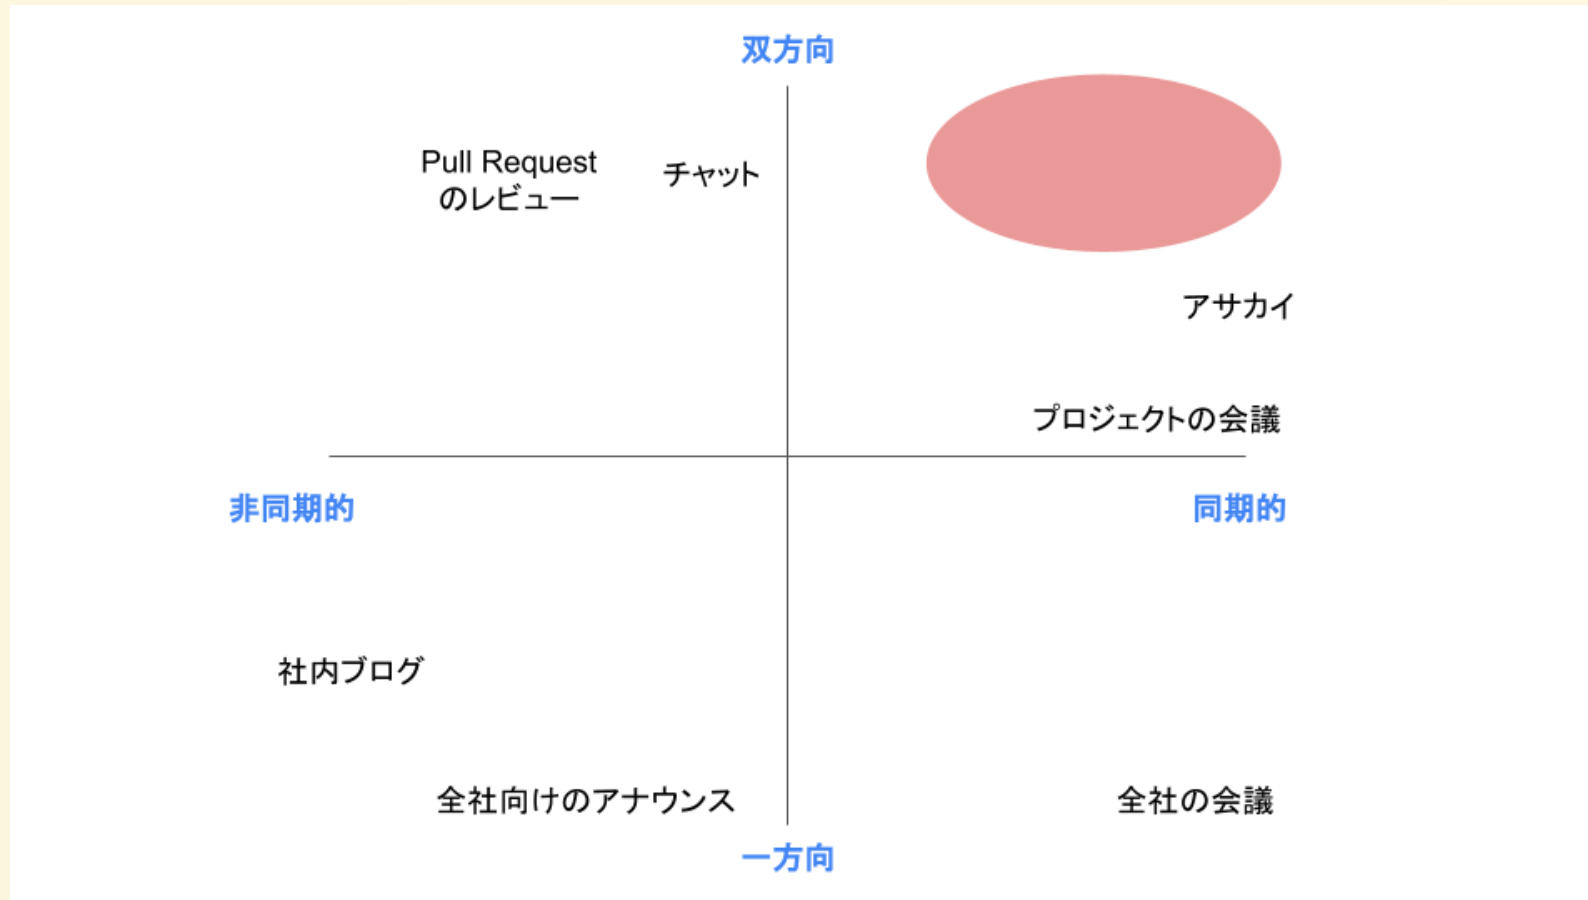 双方向
Pull Request
のレビュー
チャット
アサカイ
プロジェクトの会議
非同期的
同期的
社内ブログ
全社向けのアナウンス
全社の会議
一方向